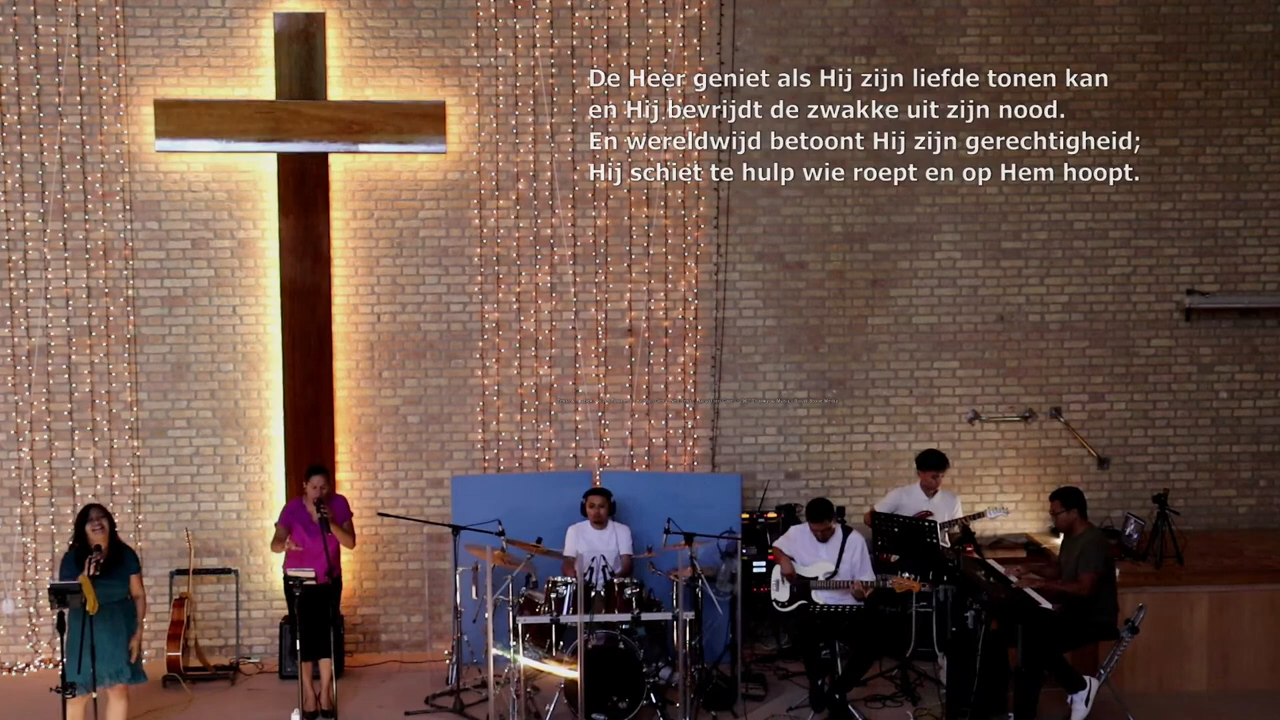 De Heer geniet als Hij zijn liefde tonen kan
en Hij bevrijdt de zwakke uit zijn nood.
En wereldwijd betoont Hij zijn gerechtigheid;
Hij schiet te hulp wie roept en op Hem hoopt.